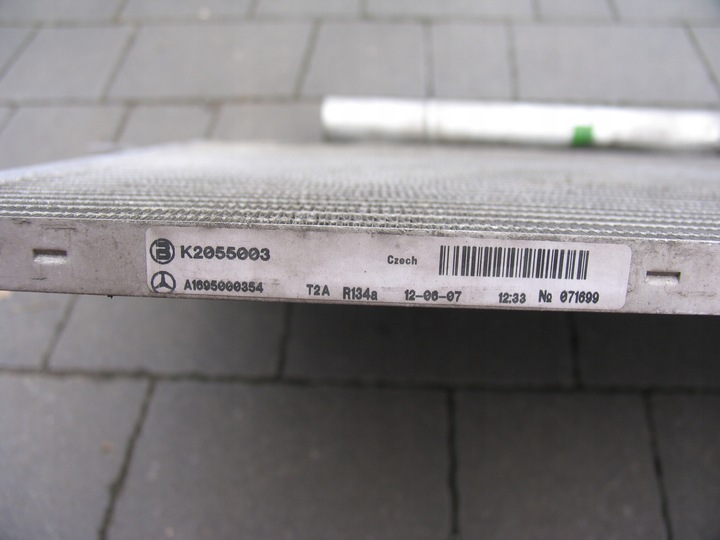 K2055003 Czech
A1695000354 T2A R134a 12-06-07 12:33 № 071699